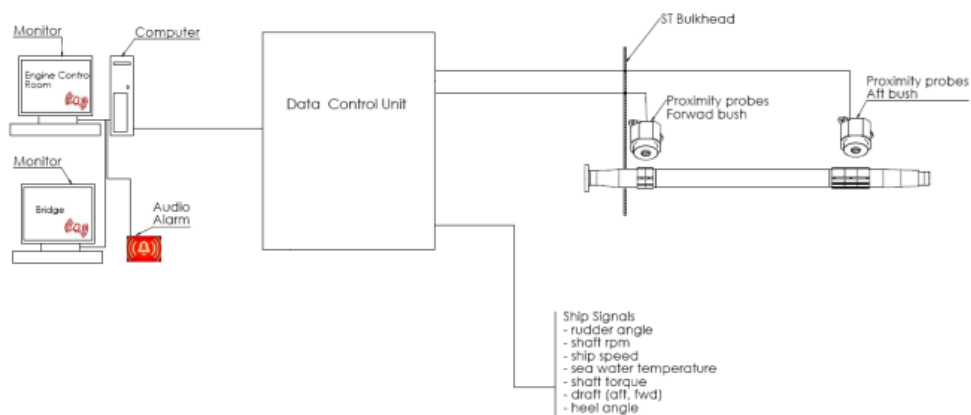 Monitor
Computer
Engine Control
Room
Monitor
Bridge
Audio
Alarm
Data Control Unit
ST Bulkhead
Proximity probes
Forwad bush
Proximity probes
Aft bush
Ship Signals
- rudder angle
- shaft rpm
- ship speed
- sea water temperature
- shaft torque
- draft (aft, fwd)
- heel angle